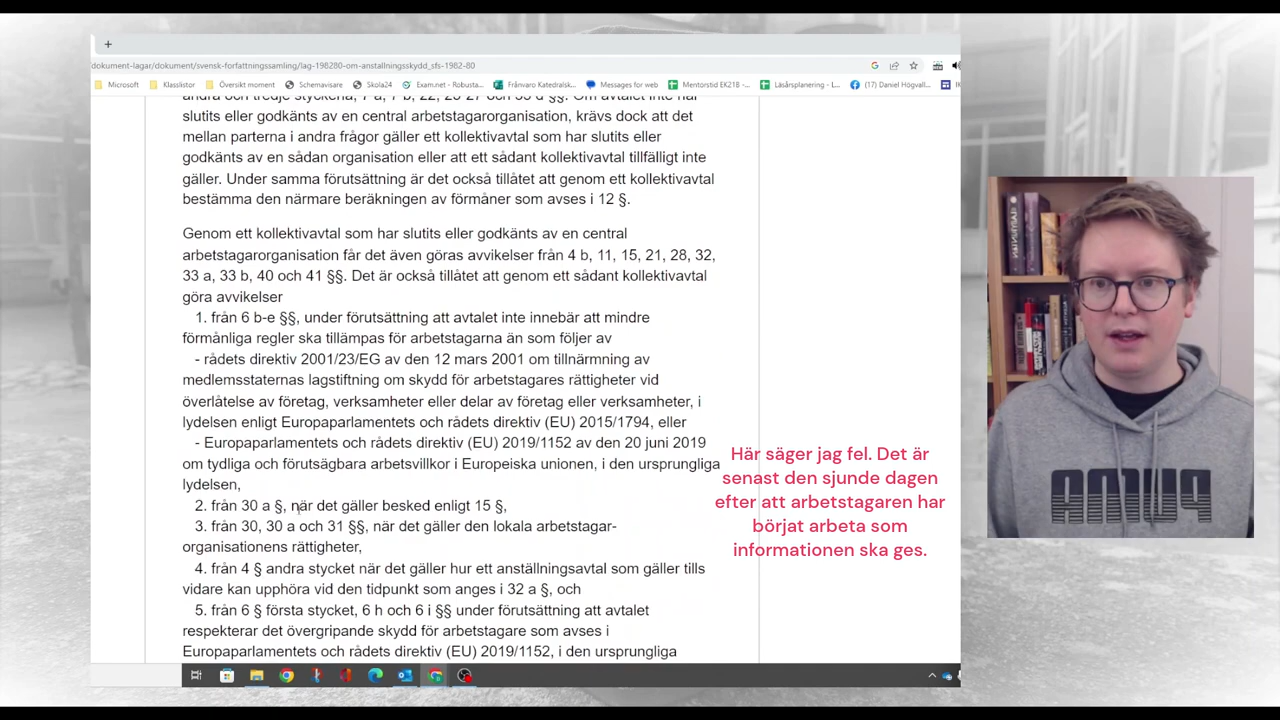 dokument-lagar/dokument/svensk-forfattningssamling/lag-198280-om-anstallningsskydd_sfs-1982-80
Microsoft Klasslistor Översikt moment Schemavisare Skola24 Exam.net - Robusta... Frånvaro Katedralsk... Messages for web Mentorstid EK21B -... Läsårsplanering - L... (17) Daniel Högvall...
slutits eller godkänts av en central arbetstagarorganisation, krävs dock att det
mellan parterna i andra frågor gäller ett kollektivavtal som har slutits eller
godkänts av en sådan organisation eller att ett sådant kollektivavtal tillfälligt inte
gäller. Under samma förutsättning är det också tillåtet att genom ett kollektivavtal
bestämma den närmare beräkningen av förmåner som avses i 12 §.
Genom ett kollektivavtal som har slutits eller godkänts av en central
arbetstagarorganisation får det även göras avvikelser från 4 b, 11, 15, 21, 28, 32,
33 a, 33 b, 40 och 41 §§. Det är också tillåtet att genom ett sådant kollektivavtal
göra avvikelser
1. från 6 b-e §§, under förutsättning att avtalet inte innebär att mindre
förmånliga regler ska tillämpas för arbetstagarna än som följer av
- rådets direktiv 2001/23/EG av den 12 mars 2001 om tillnärmning av
medlemsstaternas lagstiftning om skydd för arbetstagares rättigheter vid
överlåtelse av företag, verksamheter eller delar av företag eller verksamheter, i
lydelsen enligt Europaparlamentets och rådets direktiv (EU) 2015/1794, eller
- Europaparlamentets och rådets direktiv (EU) 2019/1152 av den 20 juni 2019
om tydliga och förutsägbara arbetsvillkor i Europeiska unionen, i den ursprungliga
lydelsen,
2. från 30 a §, när det gäller besked enligt 15 §,
3. från 30, 30 a och 31 §§, när det gäller den lokala arbetstagar-
organisationens rättigheter,
4. från 4 § andra stycket när det gäller hur ett anställningsavtal som gäller tills
vidare kan upphöra vid den tidpunkt som anges i 32 a §, och
5. från 6 § första stycket, 6 h och 6 i §§ under förutsättning att avtalet
respekterar det övergripande skydd för arbetstagare som avses i
Europaparlamentets och rådets direktiv (EU) 2019/1152, i den ursprungliga
Här säger jag fel. Det är
senast den sjunde dagen
efter att arbetstagaren har
börjat arbeta som
informationen ska ges.